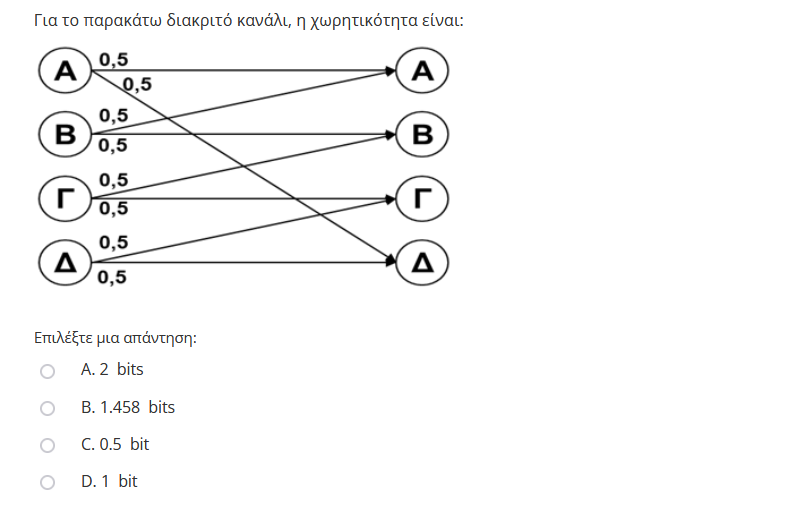 Για το παρακάτω διακριτό κανάλι, η χωρητικότητα είναι:
Α 0,5 Α
0,5
0,5
Β Β
0,5
0,5
Γ Γ
0,5
0,5
Δ Δ
0,5
Επιλέξτε μια απάντηση:
A. 2 bits
B. 1.458 bits
C. 0.5 bit
D. 1 bit